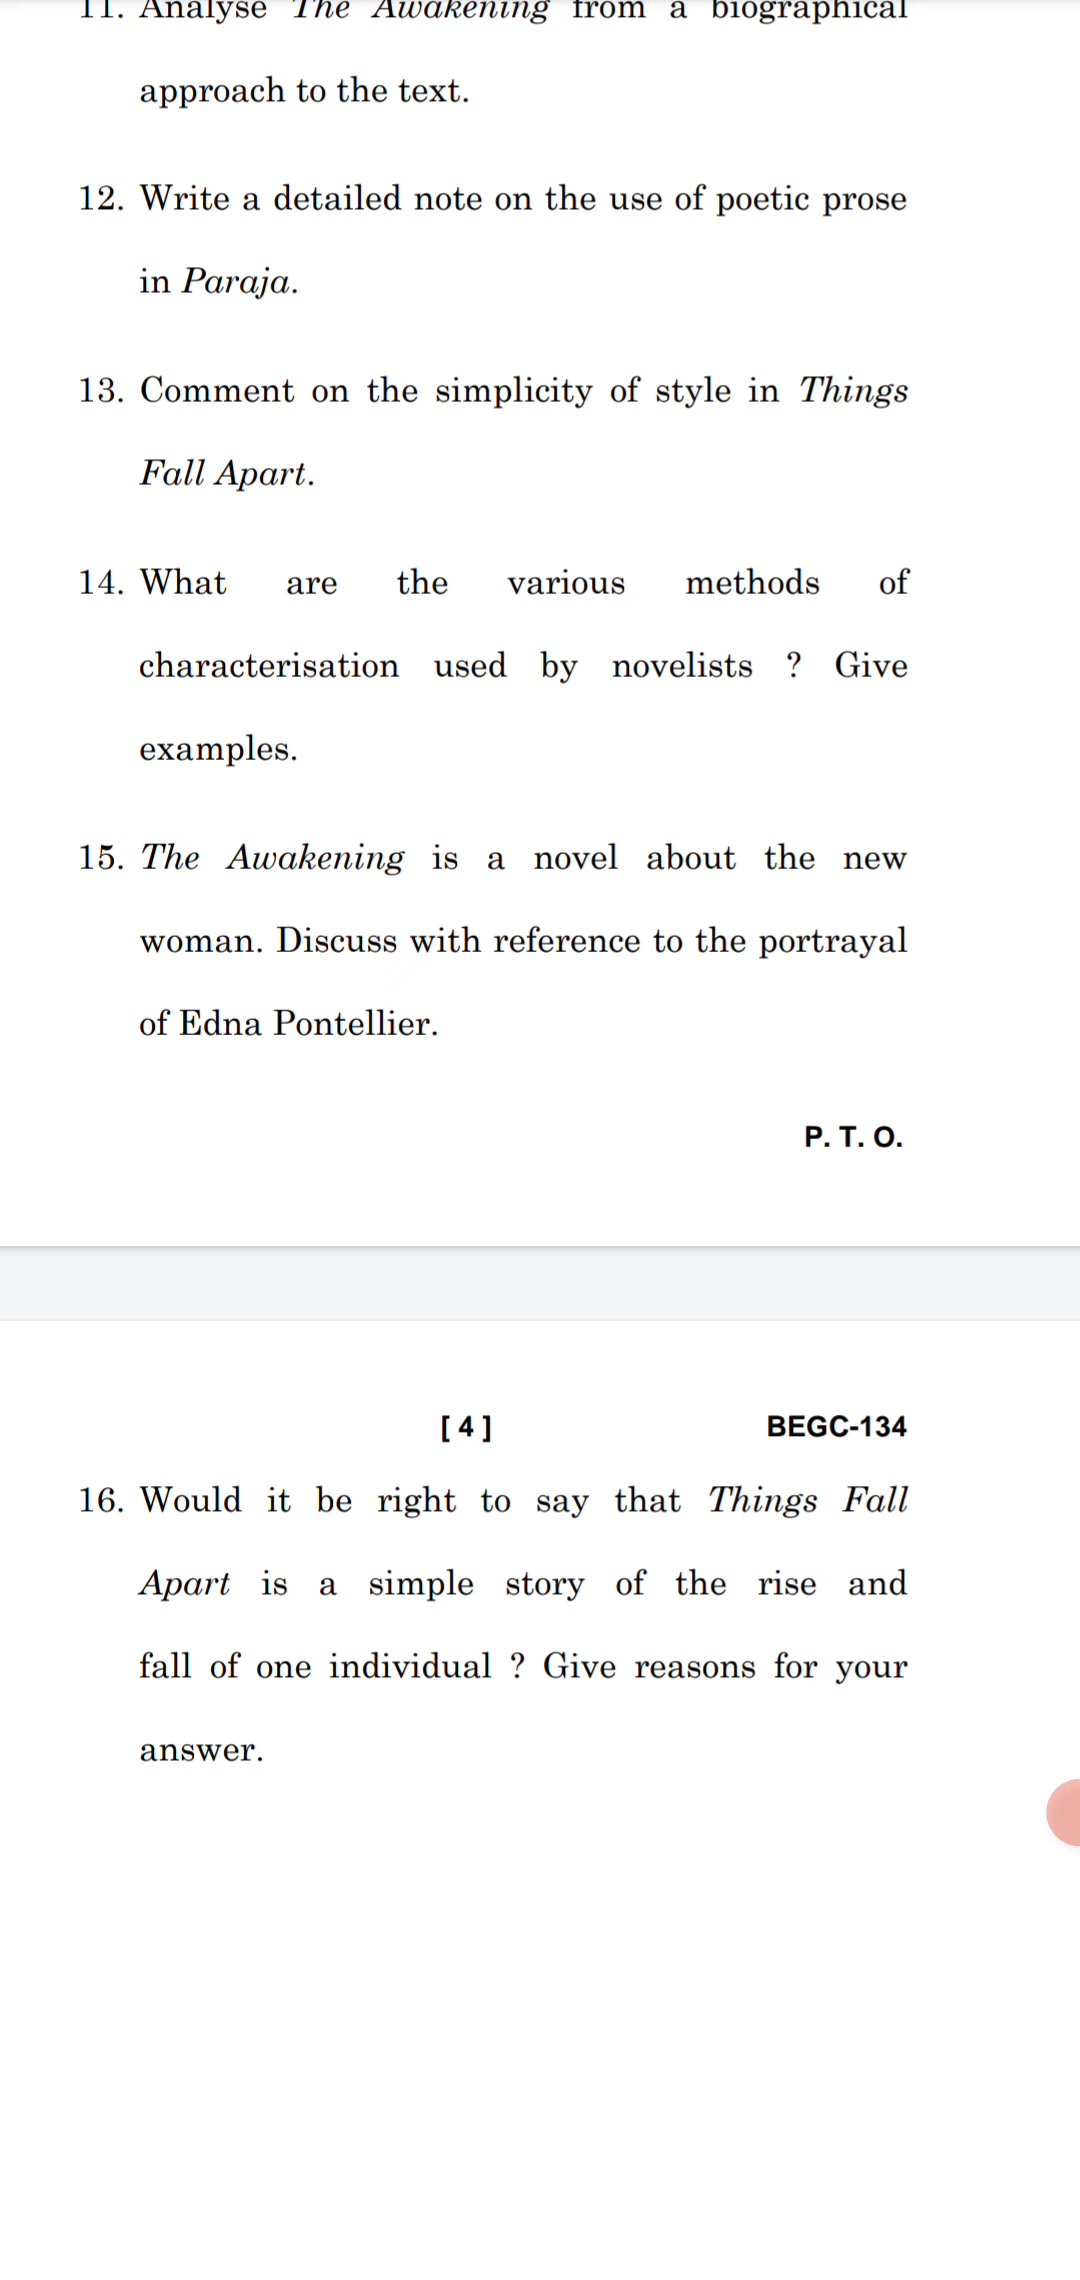 11. Analyse The Awakening from a biographical
approach to the text.
12. Write a detailed note on the use of poetic prose
in Paraja.
13. Comment on the simplicity of style in Things
Fall Apart.
14. What are the various methods of
characterisation used by novelists ? Give
examples.
15. The Awakening is a novel about the new
woman. Discuss with reference to the portrayal
of Edna Pontellier.
P. T. O.
[ 4 ] BEGC-134
16. Would it be right to say that Things Fall
Apart is a simple story of the rise and
fall of one individual ? Give reasons for your
answer.